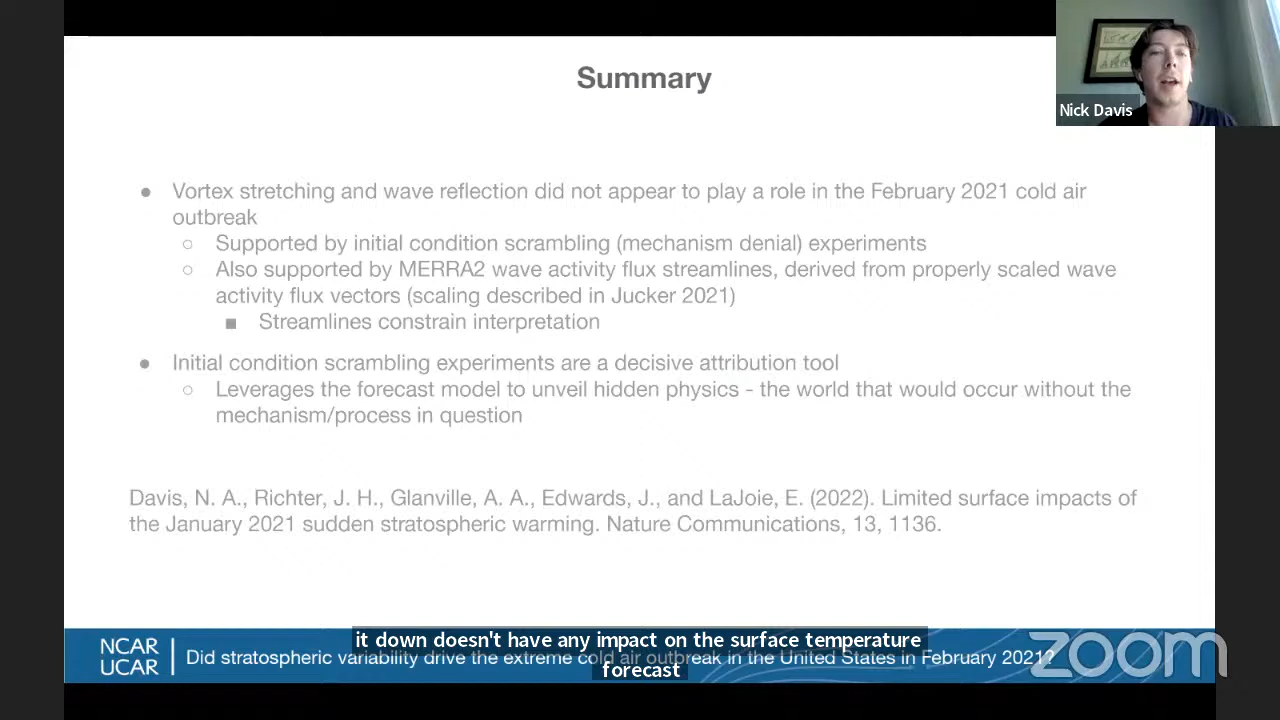 Summary
Nick Davis
● Vortex stretching and wave reflection did not appear to play a role in the February 2021 cold air
outbreak
○ Supported by initial condition scrambling (mechanism denial) experiments
○ Also supported by MERRA2 wave activity flux streamlines, derived from properly scaled wave
activity flux vectors (scaling described in Jucker 2021)
■ Streamlines constrain interpretation
● Initial condition scrambling experiments are a decisive attribution tool
○ Leverages the forecast model to unveil hidden physics - the world that would occur without the
mechanism/process in question
Davis, N. A., Richter, J. H., Glanville, A. A., Edwards, J., and LaJoie, E. (2022). Limited surface impacts of
the January 2021 sudden stratospheric warming. Nature Communications, 13, 1136.
NCAR
UCAR
Did stratospheric variability drive the extreme cold air outbreak in the United States in February 2021?
it down doesn't have any impact on the surface temperature
forecast
zoom